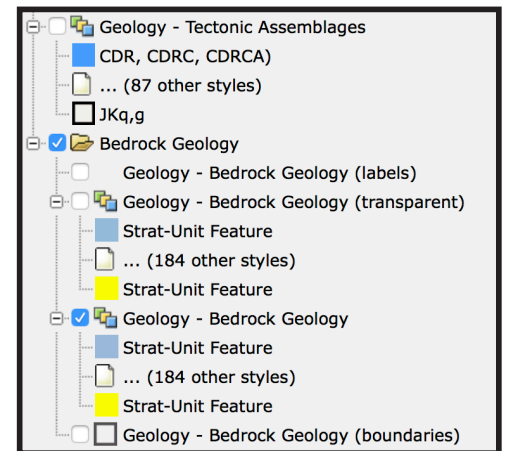 Geology - Tectonic Assemblages
CDR, CDRC, CDRCA)
... (87 other styles)
JKq,g
Bedrock Geology
Geology - Bedrock Geology (labels)
Geology - Bedrock Geology (transparent)
Strat-Unit Feature
... (184 other styles)
Strat-Unit Feature
Geology - Bedrock Geology
Strat-Unit Feature
... (184 other styles)
Strat-Unit Feature
Geology - Bedrock Geology (boundaries)